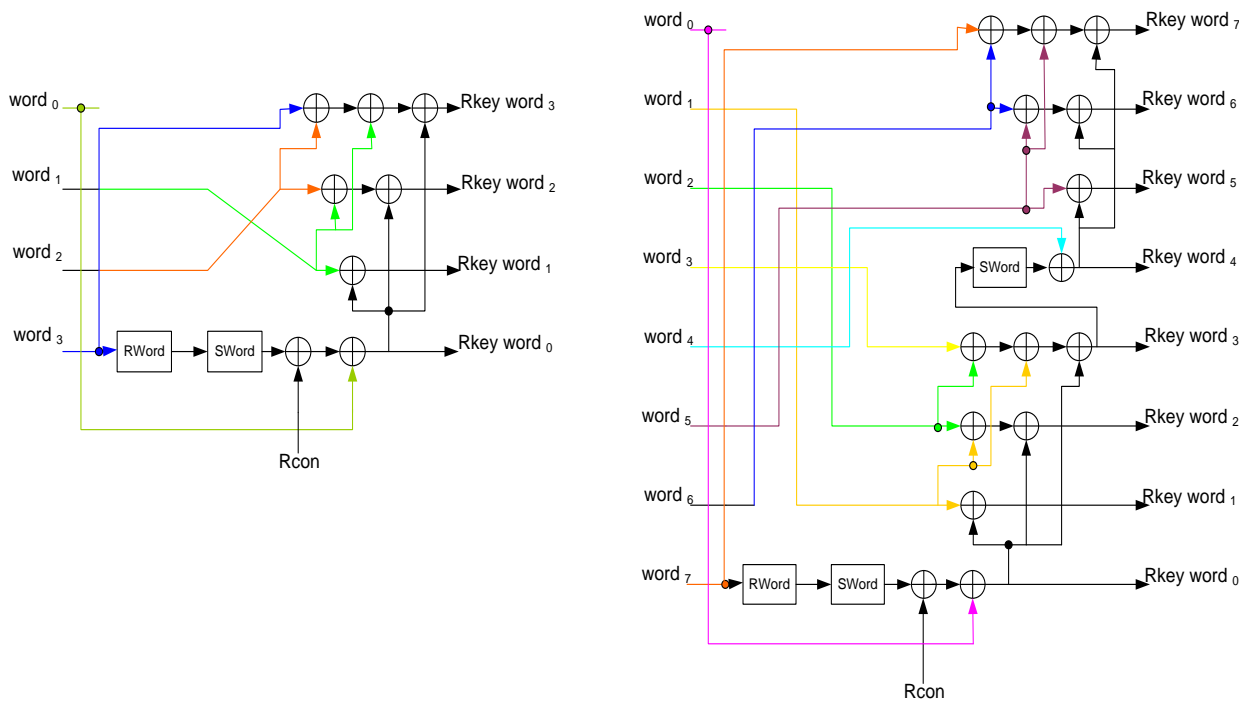 word 0
Rkey word 3
word 1
Rkey word 2
word 2
Rkey word 1
word 3
RWord
SWord
Rkey word 0
Rcon
word 0
Rkey word 7
word 1
Rkey word 6
word 2
Rkey word 5
word 3
SWord
Rkey word 4
word 4
Rkey word 3
word 5
Rkey word 2
word 6
Rkey word 1
word 7
RWord
SWord
Rkey word 0
Rcon